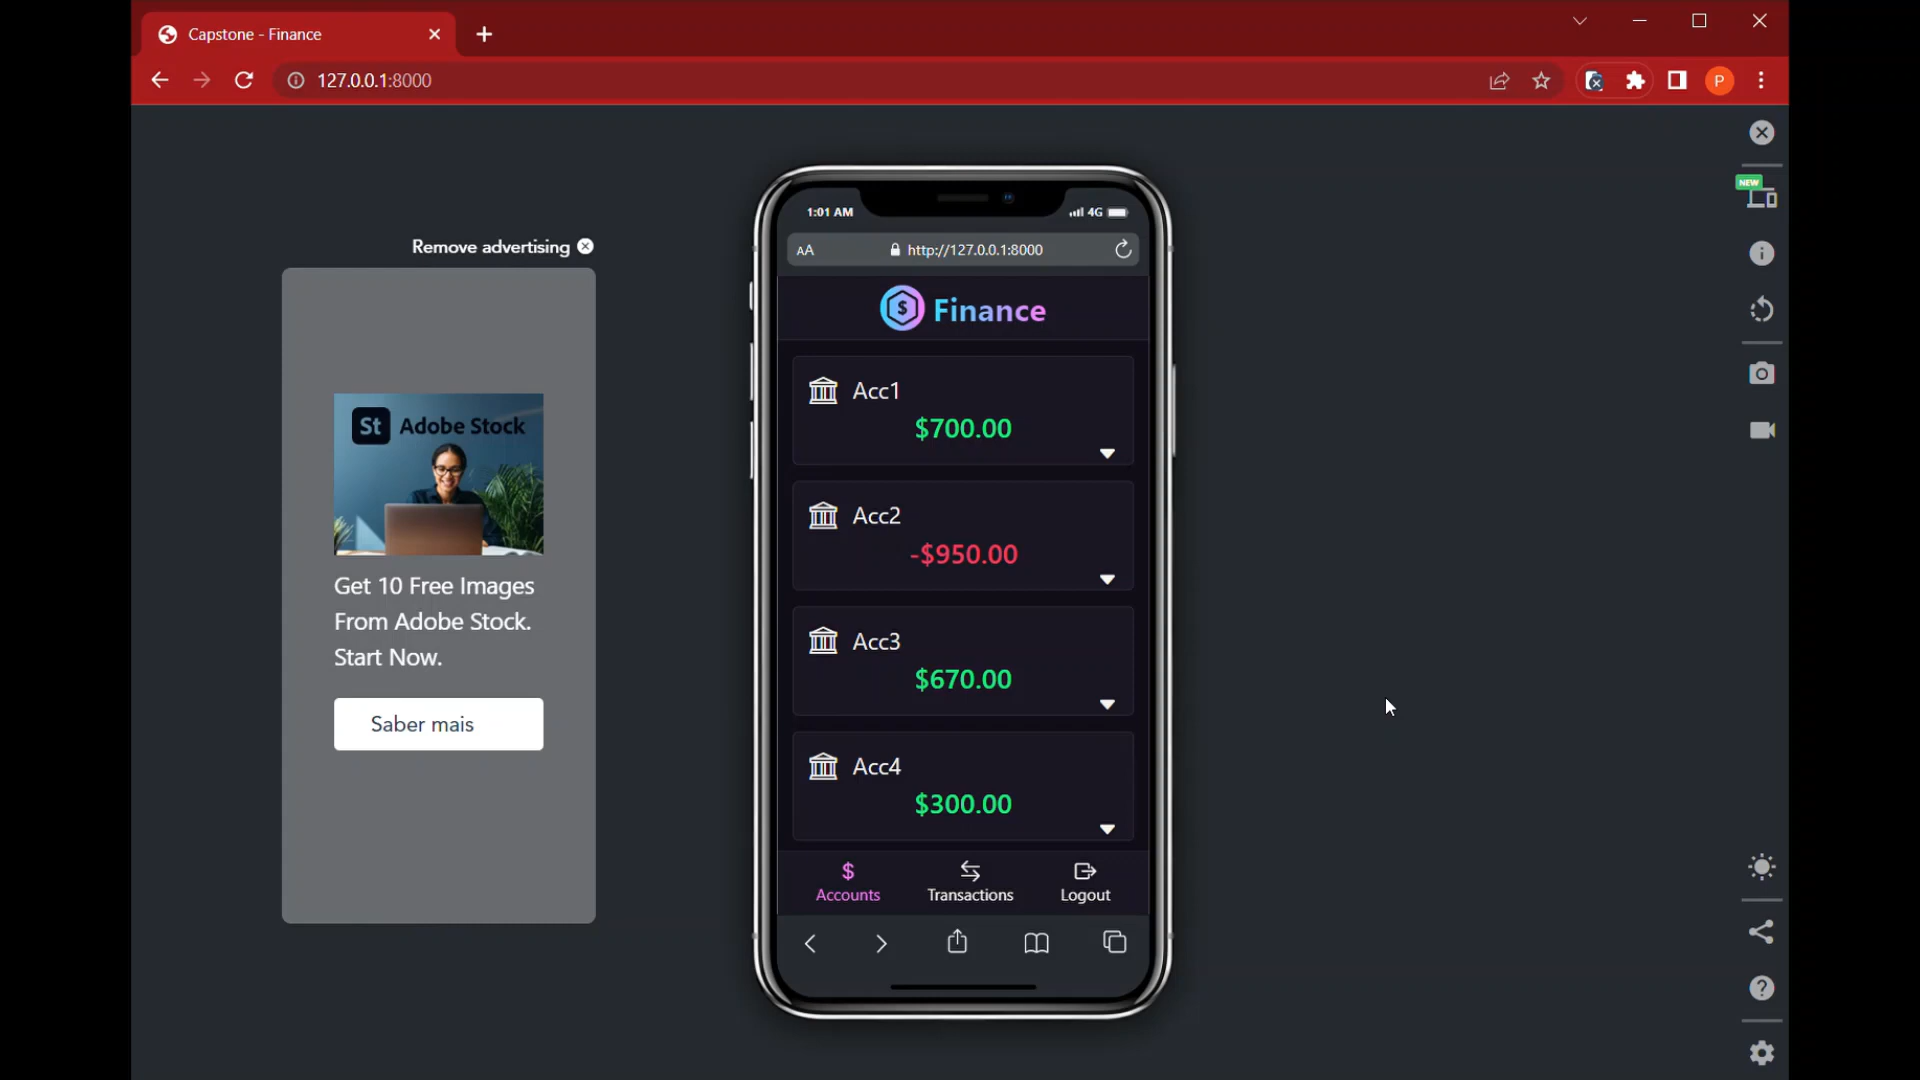 Capstone - Finance
127.0.0.1:8000
P
NEW
Remove advertising
St Adobe Stock
Get 10 Free Images
From Adobe Stock.
Start Now.
Saber mais
1:01 AM
4G
AA
http://127.0.0.1:8000
$ Finance
Acc1
$700.00
Acc2
-$950.00
Acc3
$670.00
Acc4
$300.00
$
Accounts
Transactions
Logout